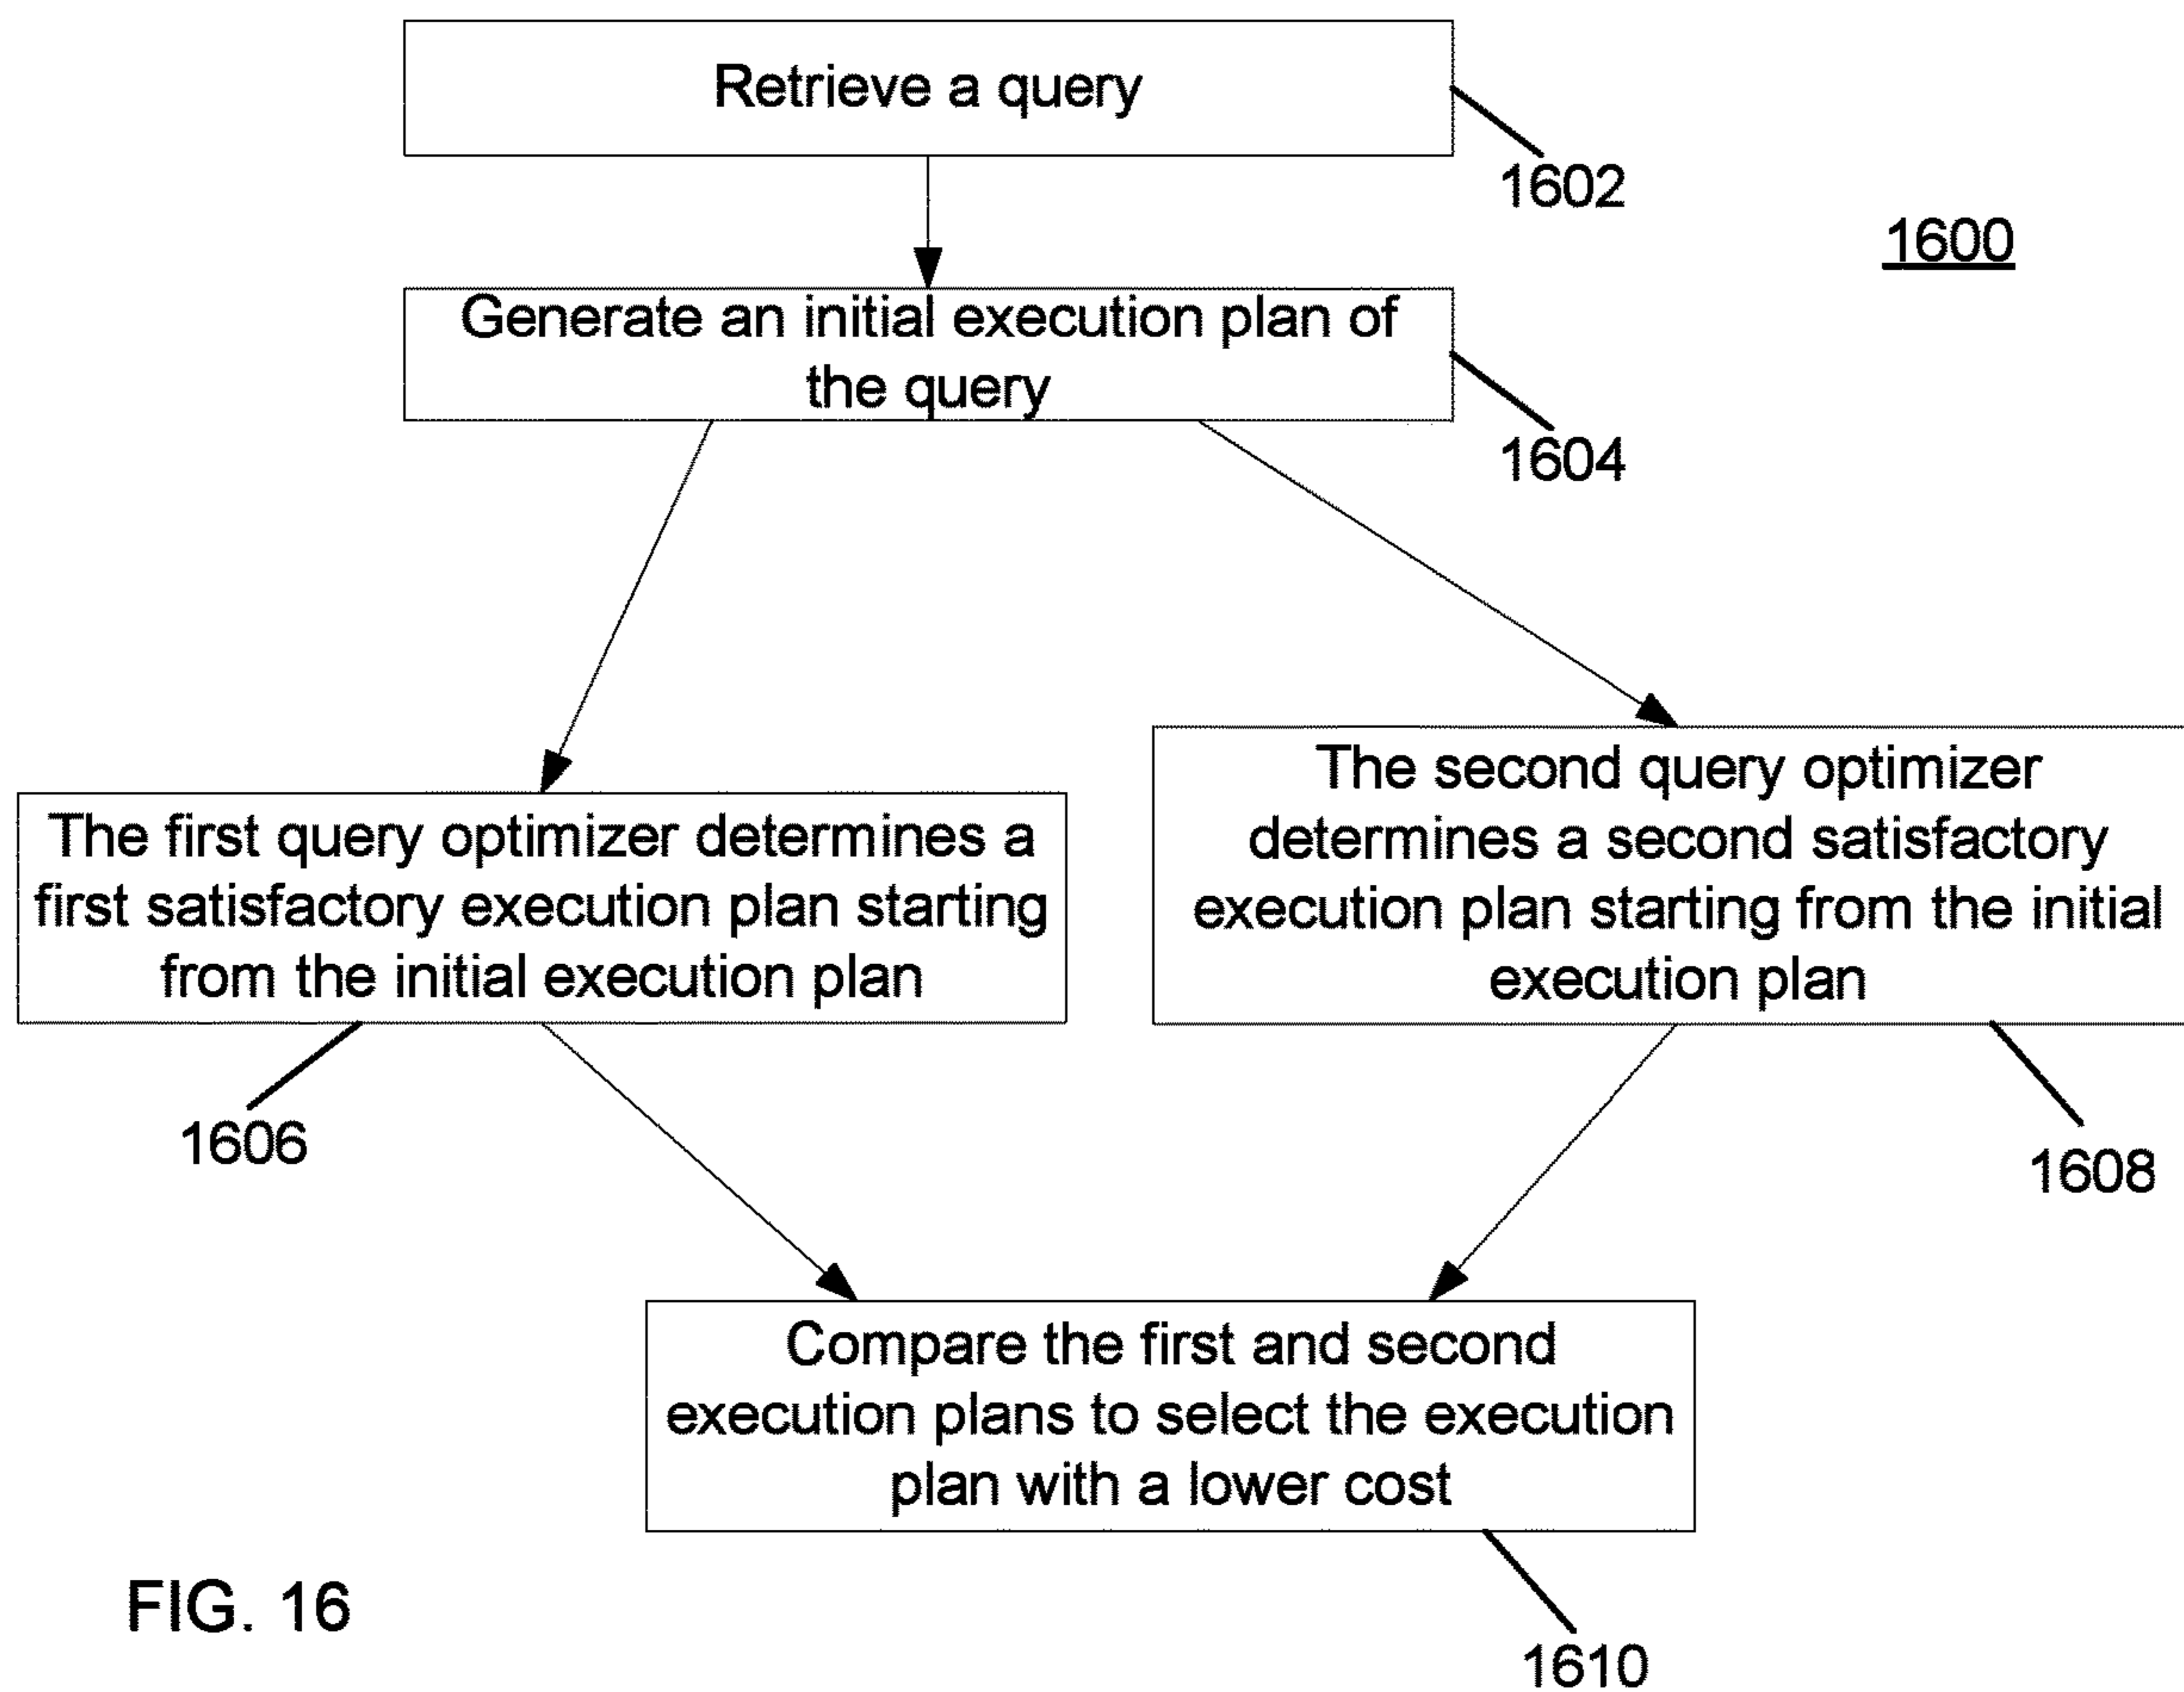 Retrieve a query
1602
1600
Generate an initial execution plan of
the query
1604
The first query optimizer determines a
first satisfactory execution plan starting
from the initial execution plan
1606
The second query optimizer
determines a second satisfactory
execution plan starting from the initial
execution plan
1608
Compare the first and second
execution plans to select the execution
plan with a lower cost
1610
FIG. 16